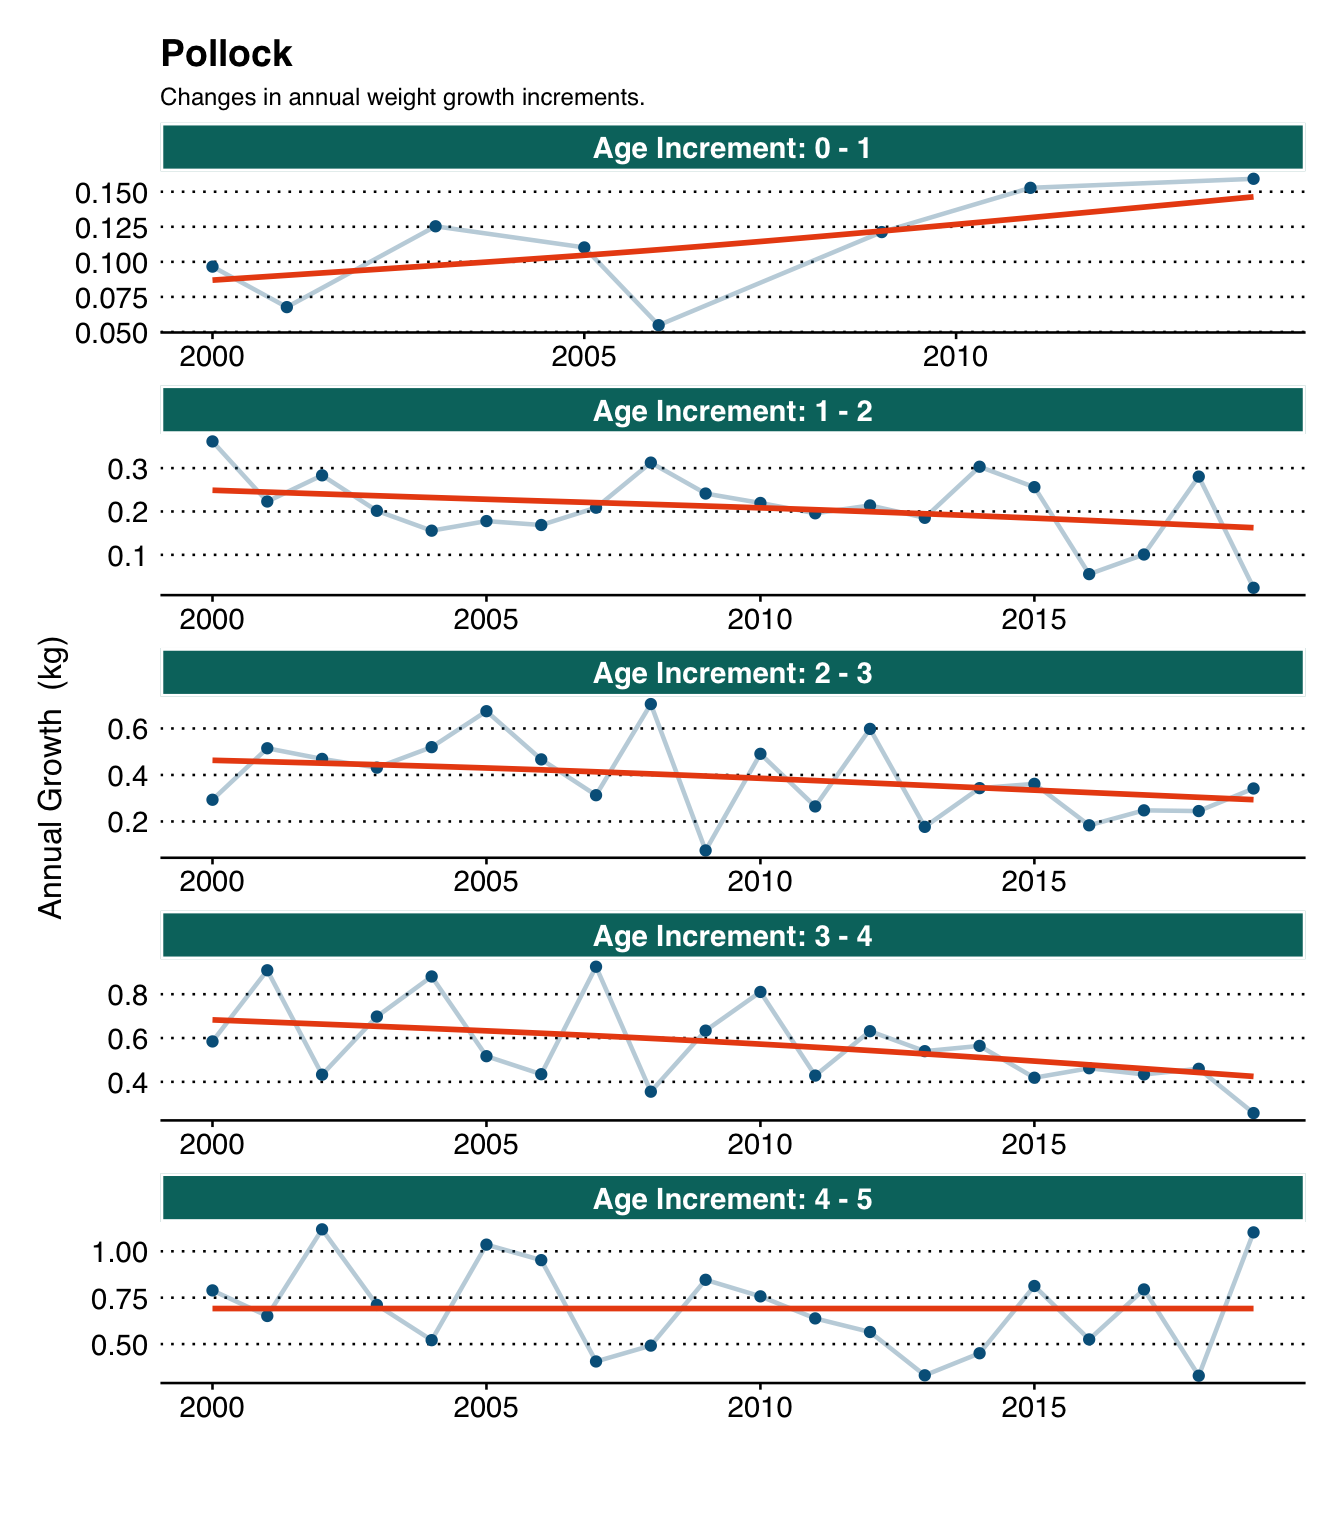 Pollock
Changes in annual weight growth increments.
Age Increment: 0 - 1
0.150
0.125
0.100
0.075
0.050
2000 2005 2010
Age Increment: 1 - 2
0.3
0.2
0.1
2000 2005 2010 2015
Annual Growth (kg)
Age Increment: 2 - 3
0.6
0.4
0.2
2000 2005 2010 2015
Age Increment: 3 - 4
0.8
0.6
0.4
2000 2005 2010 2015
Age Increment: 4 - 5
1.00
0.75
0.50
2000 2005 2010 2015